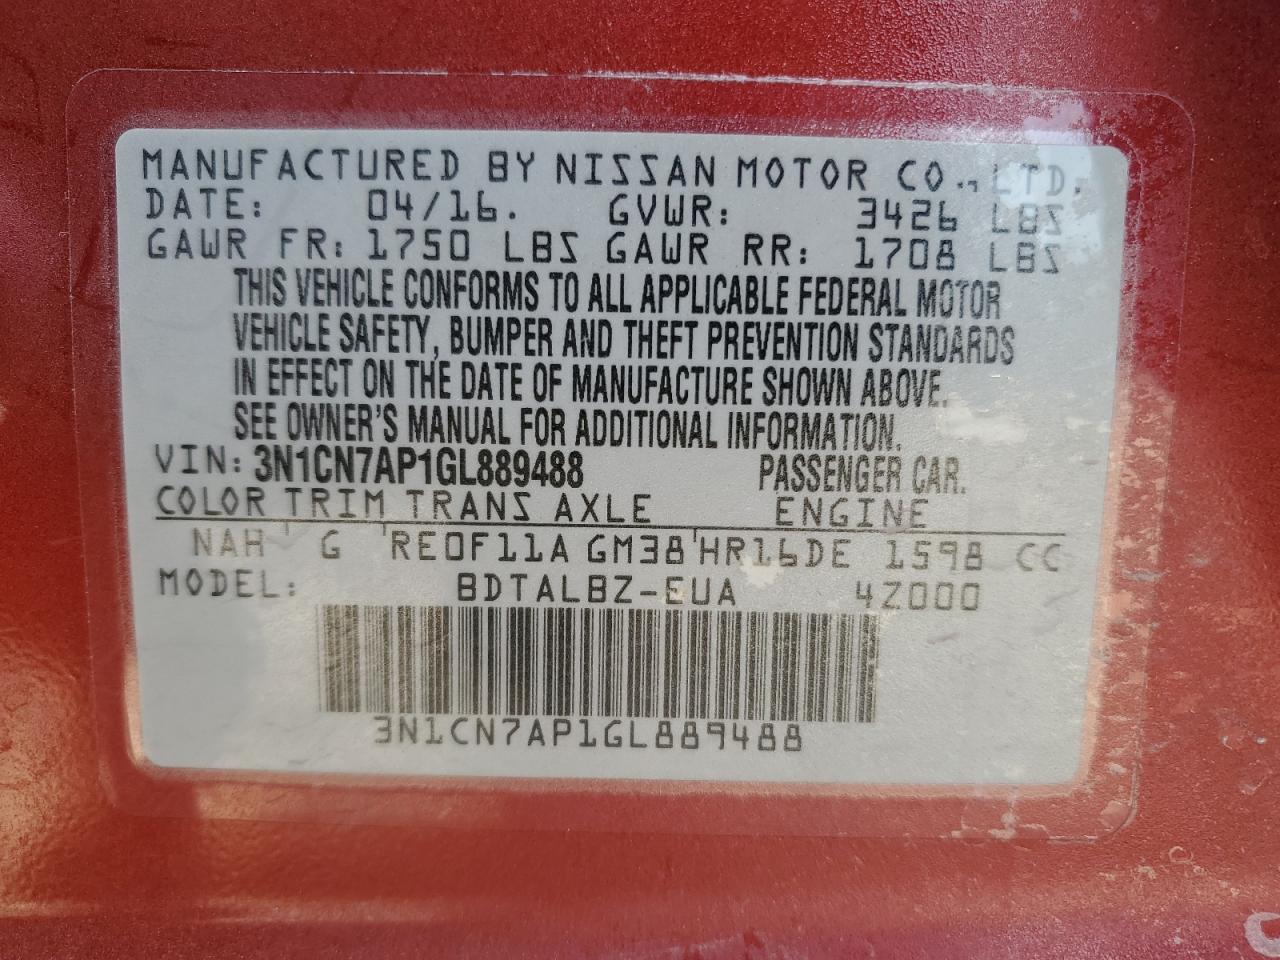 MANUFACTURED BY NISSAN MOTOR CO., LTD.
DATE: 04/16. GVWR: 3426 LBS
GAWR FR: 1750 LBS GAWR RR: 1708 LBS
THIS VEHICLE CONFORMS TO ALL APPLICABLE FEDERAL MOTOR
VEHICLE SAFETY, BUMPER AND THEFT PREVENTION STANDARDS
IN EFFECT ON THE DATE OF MANUFACTURE SHOWN ABOVE.
SEE OWNER'S MANUAL FOR ADDITIONAL INFORMATION.
VIN: 3N1CN7AP1GL889488 PASSENGER CAR.
COLOR TRIM TRANS AXLE ENGINE
NAH ' G 'RE0F11A GM38'HR16DE 1598 CC
MODEL: BDTALBZ-EUA 4Z000
3N1CN7AP1GL889488